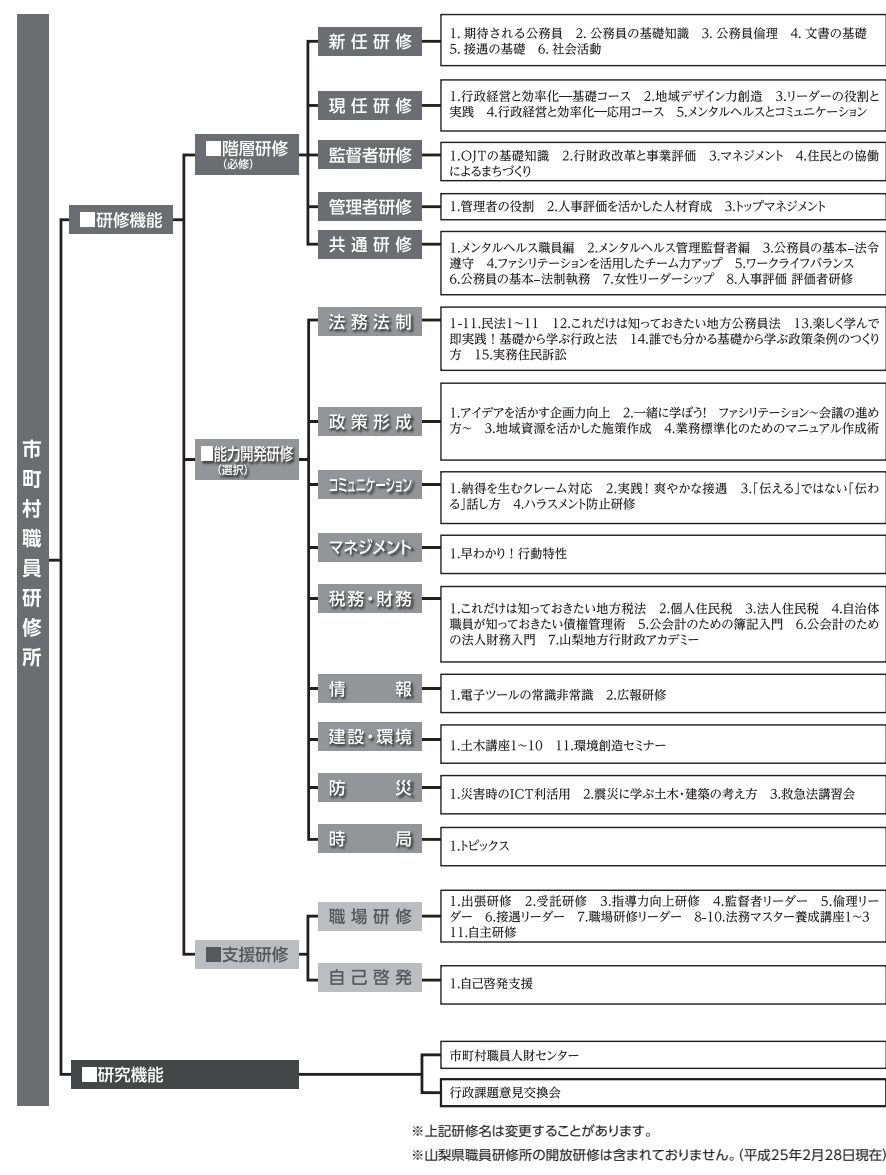 市町村職員研修所
■研修機能
■階層研修
(必修)
新任研修
1. 期待される公務員　2. 公務員の基礎知識　3. 公務員倫理　4. 文書の基礎
5. 接遇の基礎　6. 社会活動
現任研修
1.行政経営と効率化―基礎コース　2.地域デザイン力創造　3.リーダーの役割と
実践　4.行政経営と効率化―応用コース　5.メンタルヘルスとコミュニケーション
監督者研修
1.OJTの基礎知識　2.行財政改革と事業評価　3.マネジメント　4.住民との協働
によるまちづくり
管理者研修
1.管理者の役割　2.人事評価を活かした人材育成　3.トップマネジメント
共通研修
1.メンタルヘルス職員編　2.メンタルヘルス管理監督者編　3.公務員の基本–法令
遵守　4.ファシリテーションを活用したチーム力アップ　5.ワークライフバランス
6.公務員の基本–法制執務　7.女性リーダーシップ　8.人事評価 評価者研修
■能力開発研修
(選択)
法務法制
1-11.民法1~11　12.これだけは知っておきたい地方公務員法　13.楽しく学んで
即実践！基礎から学ぶ行政と法　14.誰でも分かる基礎から学ぶ政策条例のつくり
方　15.実務住民訴訟
政策形成
1.アイデアを活かす企画力向上　2.一緒に学ぼう!　ファシリテーション~会議の進め
方~　3.地域資源を活かした施策作成　4.業務標準化のためのマニュアル作成術
コミュニケーション
1.納得を生むクレーム対応　2.実践! 爽やかな接遇　3.「伝える」ではない「伝わ
る」話し方　4.ハラスメント防止研修
マネジメント
1.早わかり！行動特性
税務・財務
1.これだけは知っておきたい地方税法　2.個人住民税　3.法人住民税　4.自治体
職員が知っておきたい債権管理術　5.公会計のための簿記入門　6.公会計のため
の法人財務入門　7.山梨地方行財政アカデミー
情報
1.電子ツールの常識非常識　2.広報研修
建設・環境
1.土木講座1~10　11.環境創造セミナー
防災
1.災害時のICT利活用　2.震災に学ぶ土木・建築の考え方　3.救急法講習会
時局
1.トピックス
■支援研修
職場研修
1.出張研修　2.受託研修　3.指導力向上研修　4.監督者リーダー　5.倫理リー
ダー　6.接遇リーダー　7.職場研修リーダー　8-10.法務マスター養成講座1~3
11.自主研修
自己啓発
1.自己啓発支援
■研究機能
市町村職員人財センター
行政課題意見交換会
※上記研修名は変更することがあります。
※山梨県職員研修所の開放研修は含まれておりません。(平成25年2月28日現在)